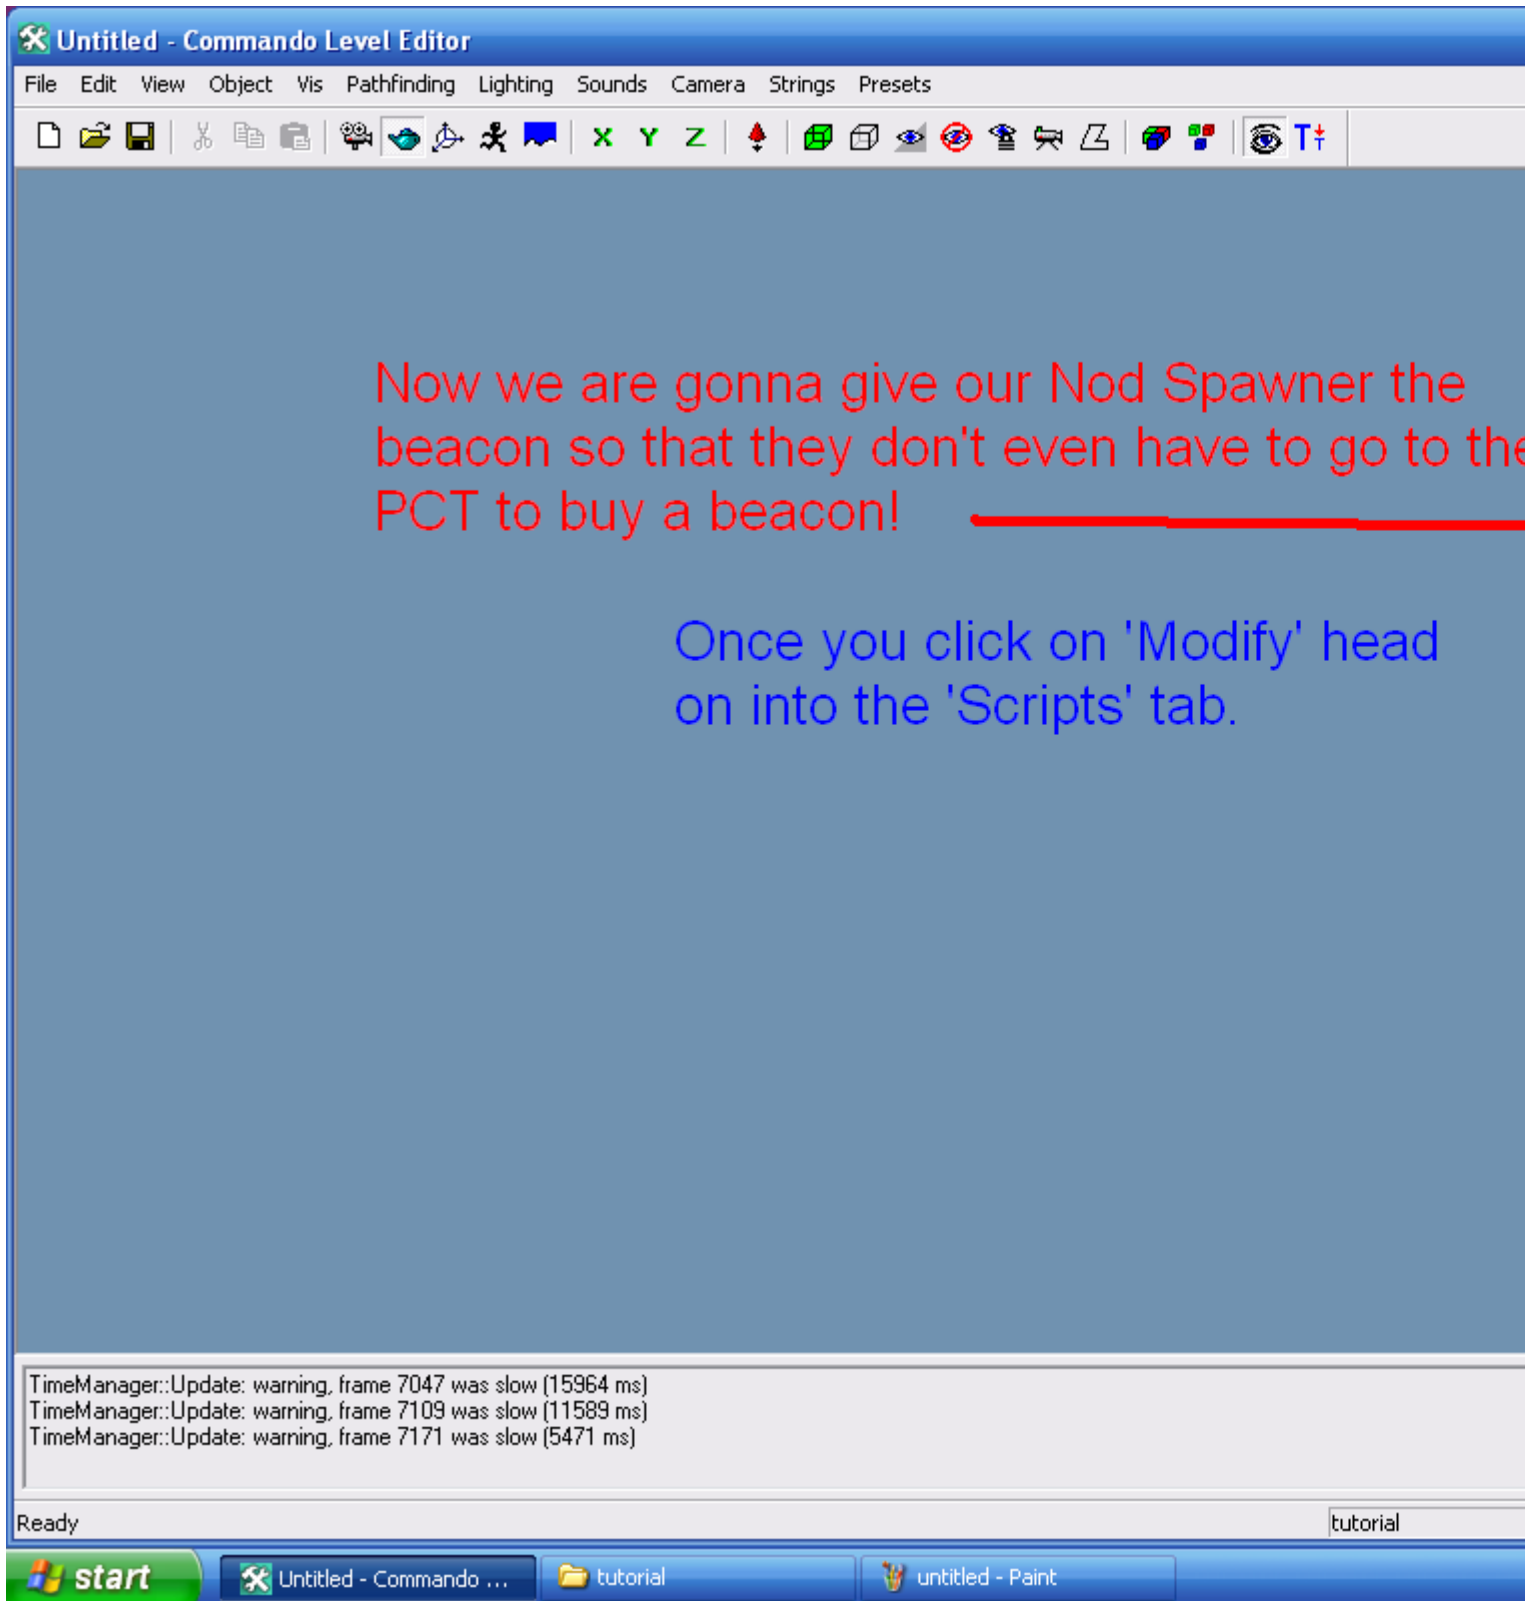 Untitled - Commando Level Editor
File Edit View Object Vis Pathfinding Lighting Sounds Camera Strings Presets
X Y Z T
Now we are gonna give our Nod Spawner the
beacon so that they don't even have to go to the
PCT to buy a beacon!
Once you click on 'Modify' head
on into the 'Scripts' tab.
TimeManager::Update: warning, frame 7047 was slow (15964 ms)
TimeManager::Update: warning, frame 7109 was slow (11589 ms)
TimeManager::Update: warning, frame 7171 was slow (5471 ms)
Ready tutorial
start Untitled - Commando ... tutorial untitled - Paint